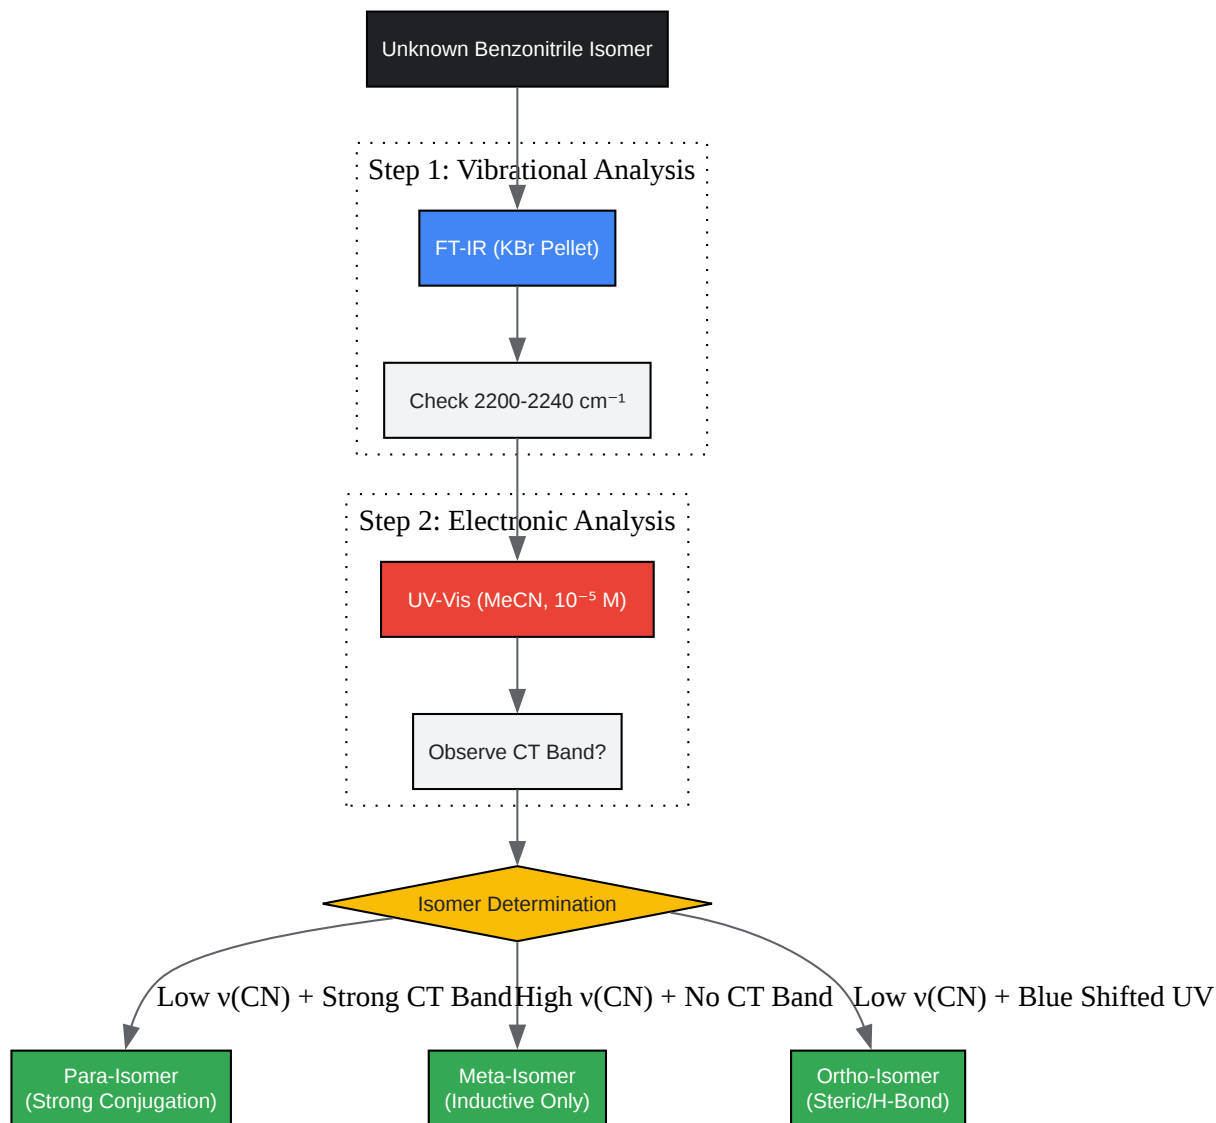 Unknown Benzonitrile Isomer
Step 1: Vibrational Analysis
FT-IR (KBr Pellet)
Check 2200-2240 cm⁻¹
Step 2: Electronic Analysis
UV-Vis (MeCN, 10⁻⁵ M)
Observe CT Band?
Isomer Determination
Low ν(CN) + Strong CT Band
High ν(CN) + No CT Band
Low ν(CN) + Blue Shifted UV
Para-Isomer
(Strong Conjugation)
Meta-Isomer
(Inductive Only)
Ortho-Isomer
(Steric/H-Bond)